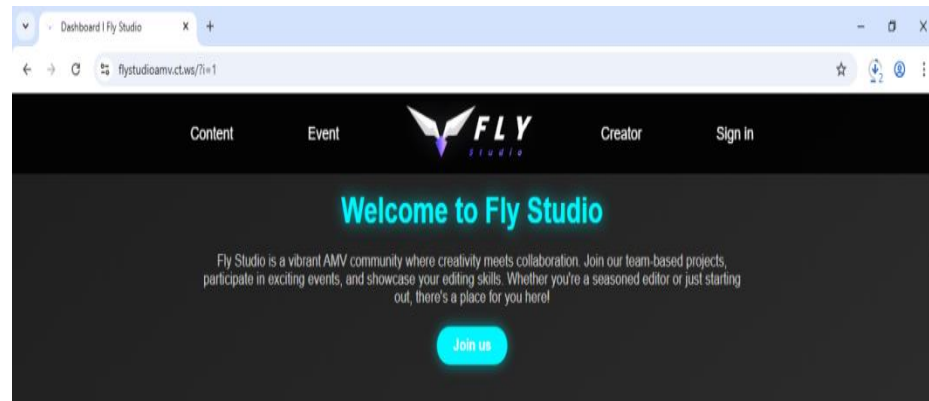 Dashboard | Fly Studio
flystudioamv.ct.ws/?i=1
2
Content Event FLY Creator Sign in
Studio
Welcome to Fly Studio
Fly Studio is a vibrant AMV community where creativity meets collaboration. Join our team-based projects,
participate in exciting events, and showcase your editing skills. Whether you're a seasoned editor or just starting
out, there's a place for you here!
Join us